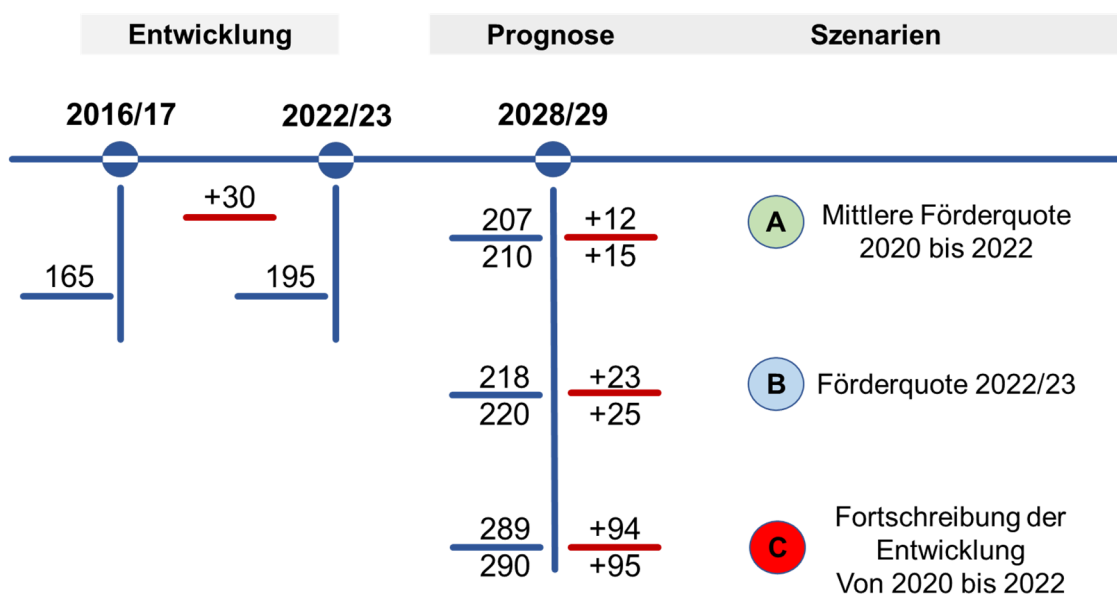 Entwicklung
Prognose
Szenarien
2016/17
2022/23
2028/29
+30
165
195
207
+12
210
+15
A
Mittlere Förderquote
2020 bis 2022
218
+23
220
+25
B
Förderquote 2022/23
289
+94
290
+95
C
Fortschreibung der
Entwicklung
Von 2020 bis 2022